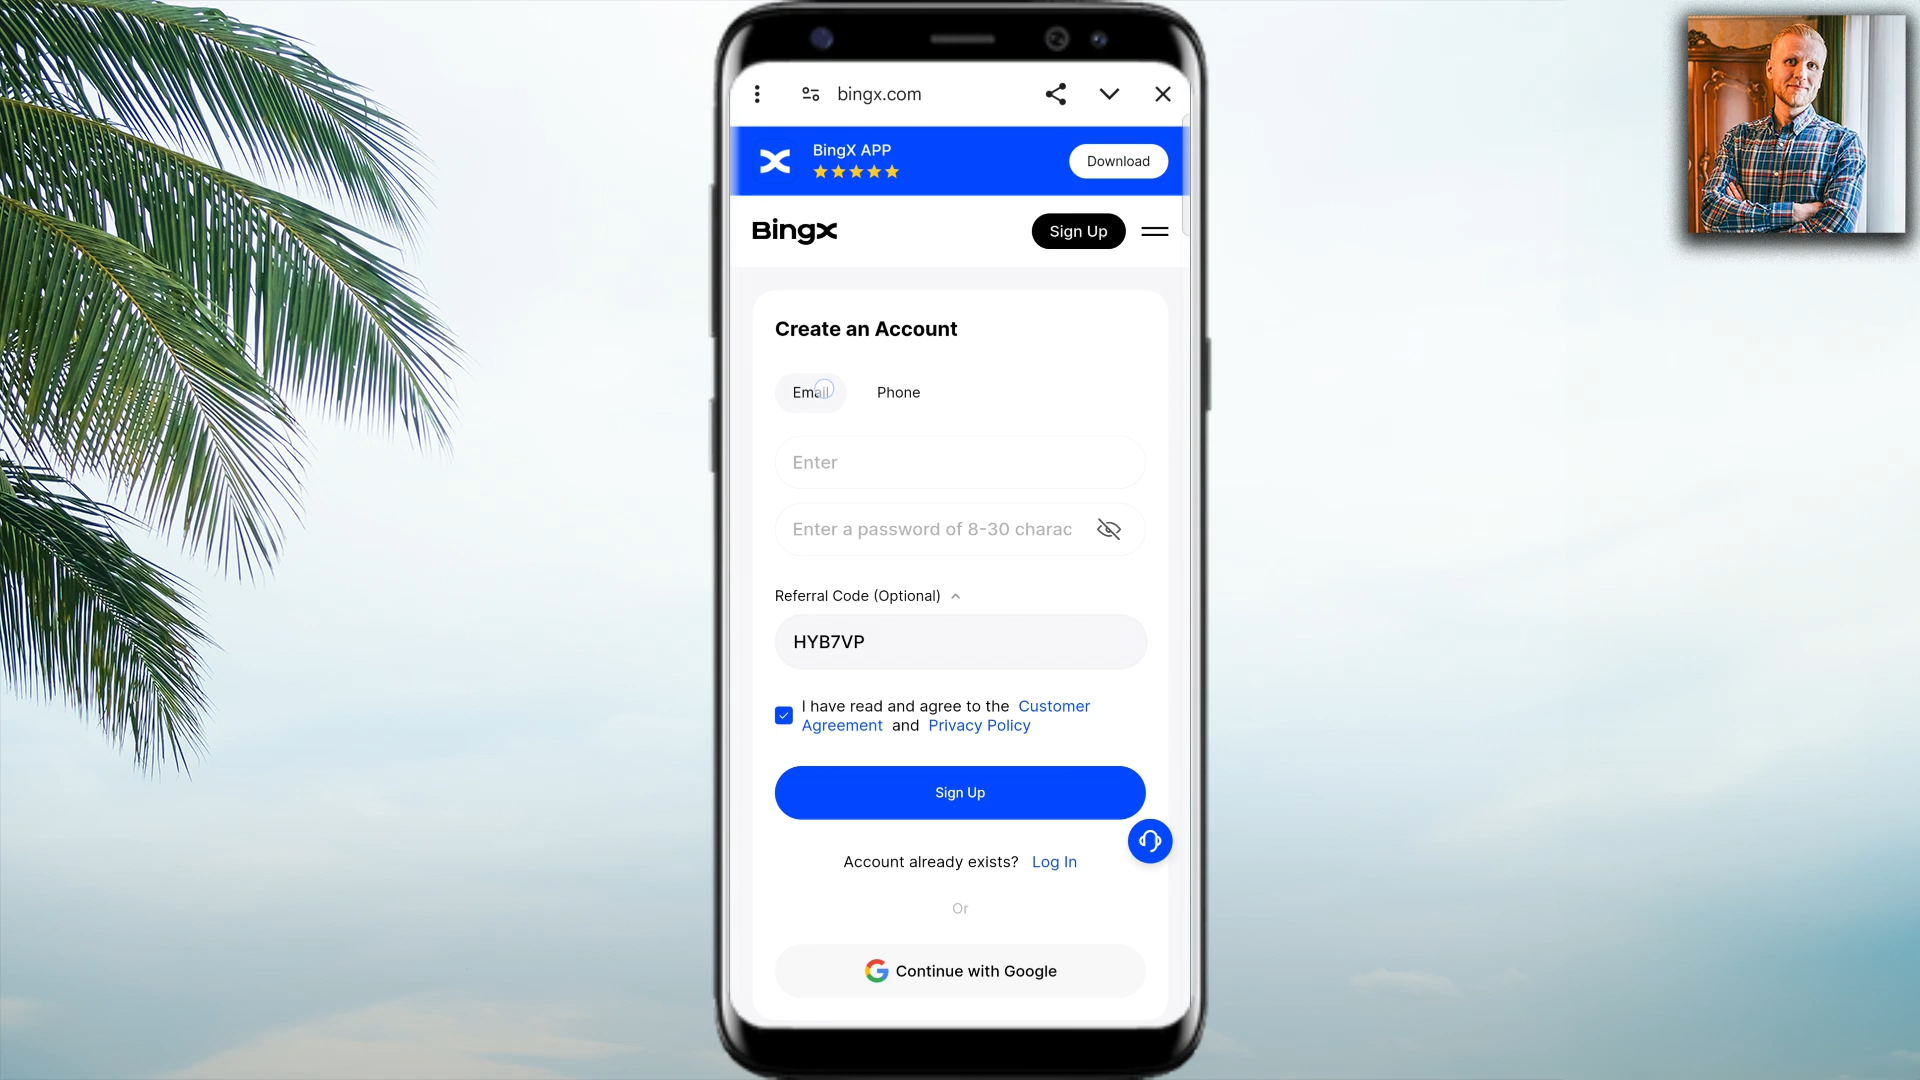 bingx.com
BingX APP
Download
BingX
Sign Up
Create an Account
Email Phone
Enter
Enter a password of 8-30 charac
Referral Code (Optional)
HYB7VP
I have read and agree to the Customer
Agreement and Privacy Policy
Sign Up
Account already exists? Log In
Or
Continue with Google